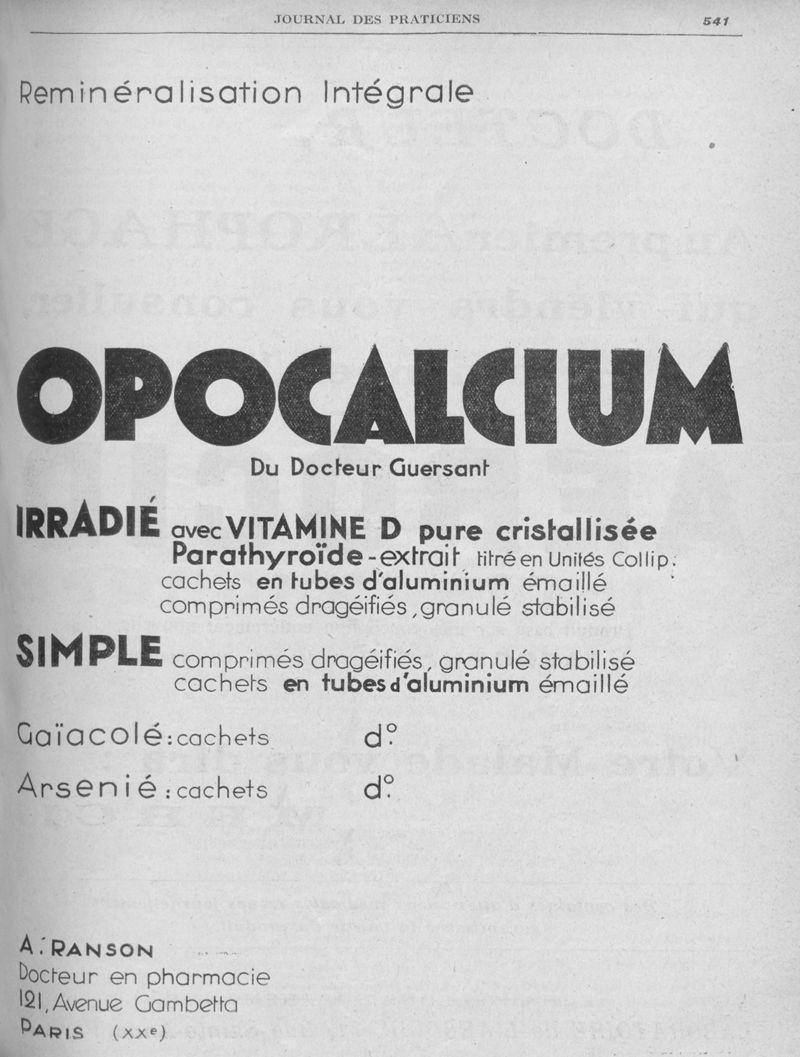 JOURNAL DES PRATICIENS 541
Reminéralisation Intégrale
OPOCALCIUM
Du Docteur Guersant
IRRADIÉ avec VITAMINE D pure cristallisée
Parathyroïde-extrait titré en Unités Collip.
cachets en tubes d'aluminium émaillé
comprimés dragéifiés, granulé stabilisé
SIMPLE comprimés dragéifiés, granulé stabilisé
cachets en tubes d'aluminium émaillé
Gaïacolé: cachets d°.
Arsenié: cachets d°.
A. RANSON
Docteur en pharmacie
121, Avenue Gambetta
PARIS (XXe)